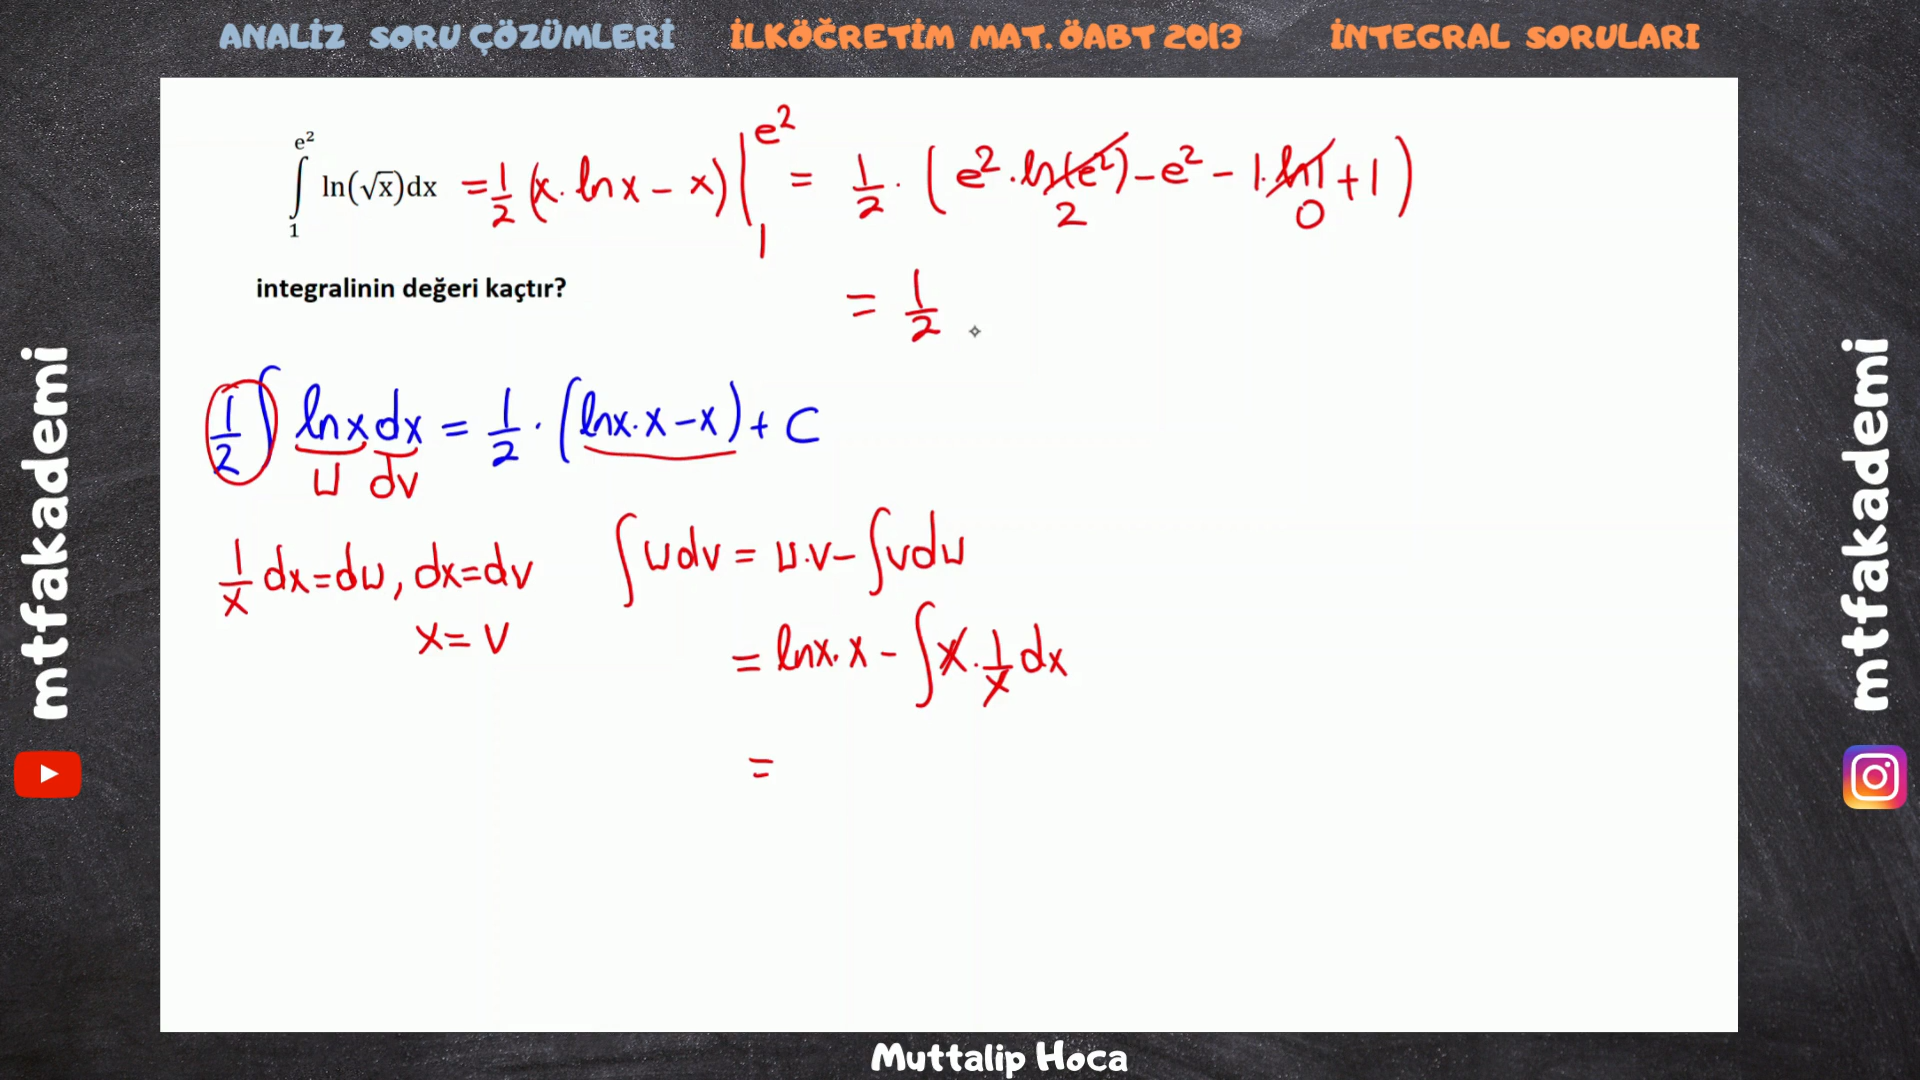 ANALİZ SORU ÇÖZÜMLERİ İLKÖĞRETİM MAT. ÖABT 2013 İNTEGRAL SORULARI
∫₁^(e²) ln(√x)dx = 1/2 (x. lnx - x) |₁^(e²) = 1/2 . (e² . ln(e²) - e² - 1.ln1 + 1)
2 0
integralinin değeri kaçtır?
= 1/2
1/2 ∫ lnx dx = 1/2 . (lnx.x - x) + C
u dv
1/x dx = du, dx = dv
x = v
∫ u dv = u.v - ∫ v du
= lnx.x - ∫ x . 1/x dx
=
mtfakademi
mtfakademi
Muttalip Hoca